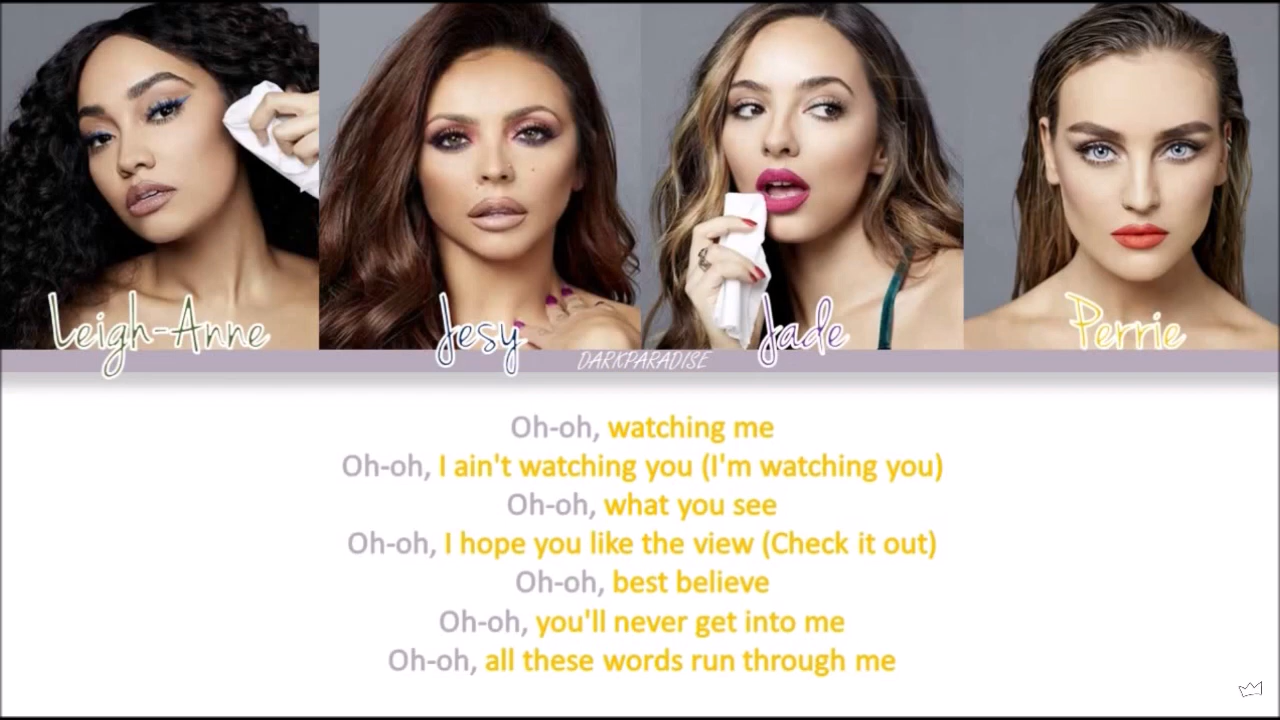 Leigh-Anne
Jesy
Jade
Perrie
DARKPARADISE
Oh-oh, watching me
Oh-oh, I ain't watching you (I'm watching you)
Oh-oh, what you see
Oh-oh, I hope you like the view (Check it out)
Oh-oh, best believe
Oh-oh, you'll never get into me
Oh-oh, all these words run through me